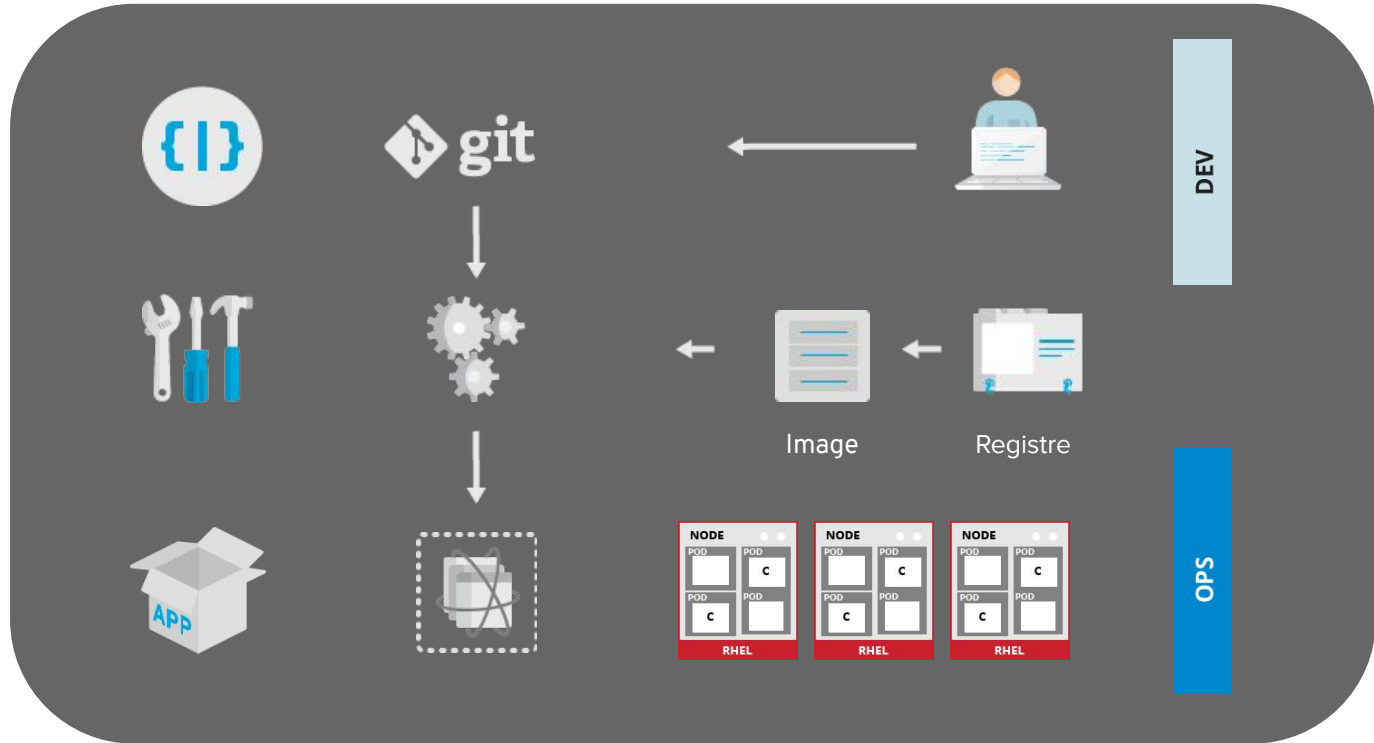 {|}
git
DEV
Image
Registre
NODE
POD
POD
C
POD
POD
C
RHEL
NODE
POD
POD
C
POD
POD
C
RHEL
NODE
POD
POD
C
POD
POD
C
RHEL
APP
OPS